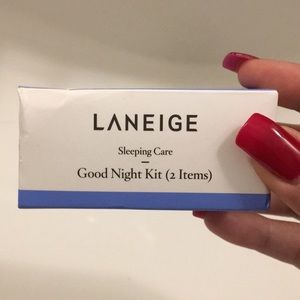 LANEIGE
Sleeping Care
Good Night Kit (2 Items)